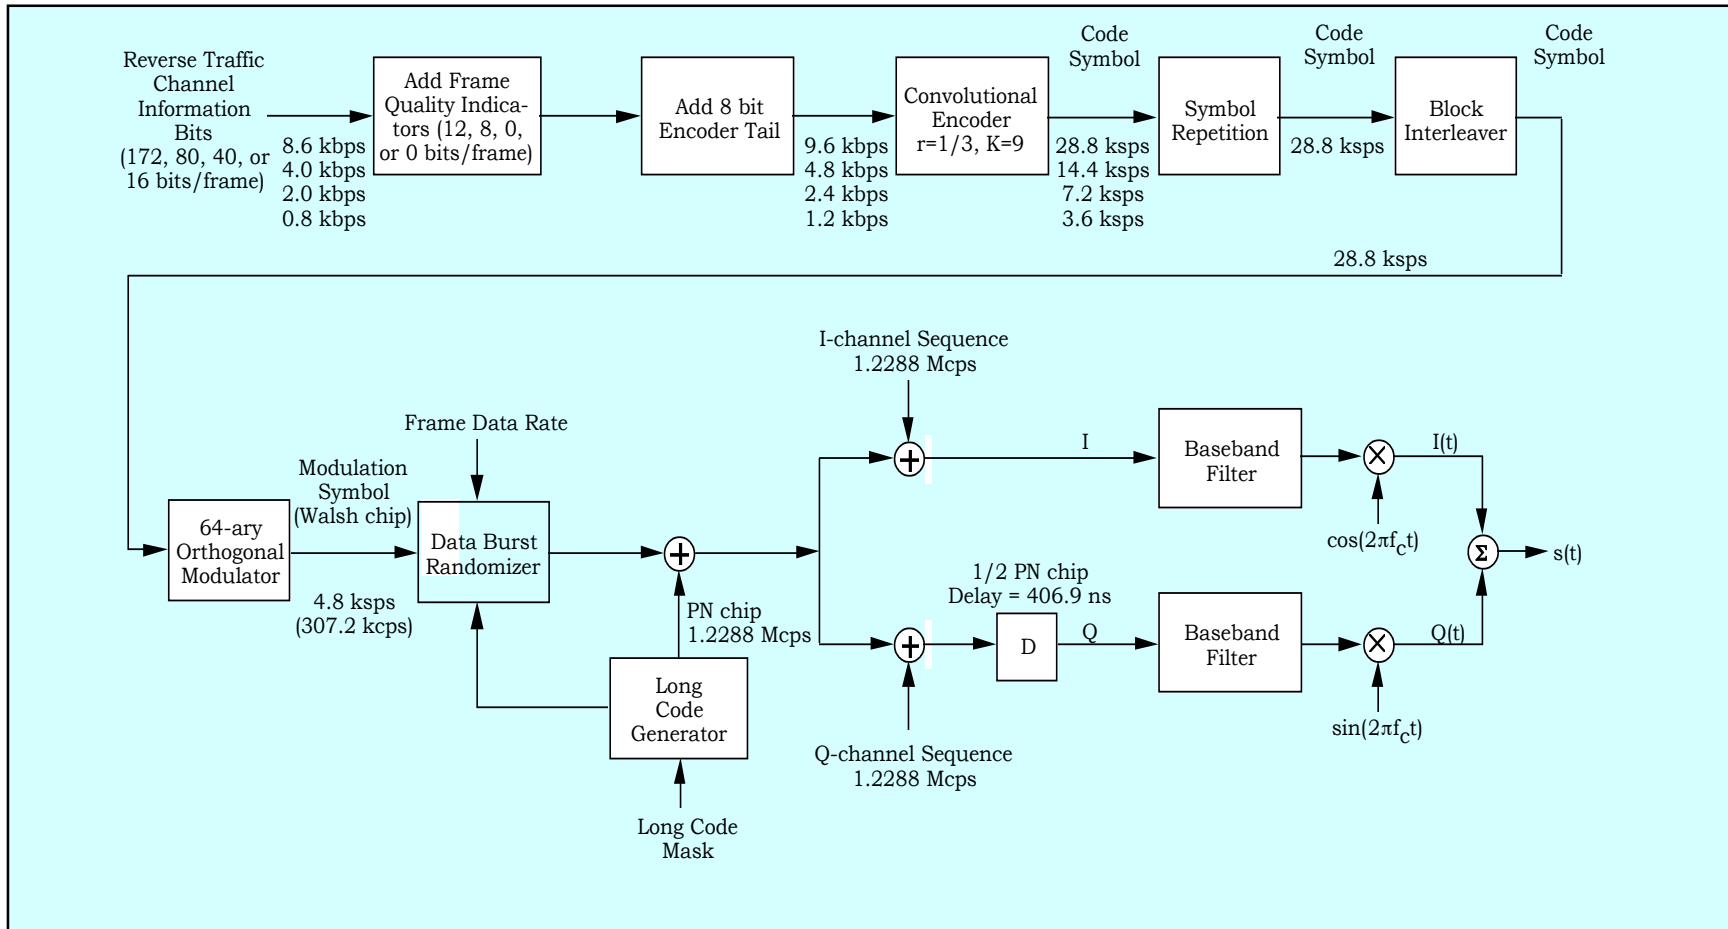 Reverse Traffic
Channel
Information
Bits
(172, 80, 40, or
16 bits/frame)
8.6 kbps
4.0 kbps
2.0 kbps
0.8 kbps
Add Frame
Quality Indica-
tors (12, 8, 0,
or 0 bits/frame)
Add 8 bit
Encoder Tail
9.6 kbps
4.8 kbps
2.4 kbps
1.2 kbps
Convolutional
Encoder
r=1/3, K=9
Code
Symbol
28.8 ksps
14.4 ksps
7.2 ksps
3.6 ksps
Symbol
Repetition
Code
Symbol
28.8 ksps
Block
Interleaver
Code
Symbol
28.8 ksps
64-ary
Orthogonal
Modulator
Modulation
Symbol
(Walsh chip)
4.8 ksps
(307.2 kcps)
Frame Data Rate
Data Burst
Randomizer
+
PN chip
1.2288 Mcps
Long
Code
Generator
Long Code
Mask
I-channel Sequence
1.2288 Mcps
+
I
Baseband
Filter
×
I(t)
cos(2πfct)
Σ
s(t)
+
Q-channel Sequence
1.2288 Mcps
1/2 PN chip
Delay = 406.9 ns
D
Q
Baseband
Filter
×
Q(t)
sin(2πfct)